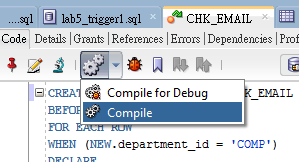 ....sql lab5_trigger1.sql CHK_EMAIL
Code Details Grants References Errors Dependencies
Compile for Debug
Compile
CREAT CHK_EMAIL
BEFOR
FOR EACH ROW
WHEN (NEW.department_id = 'COMP')
DECLARE